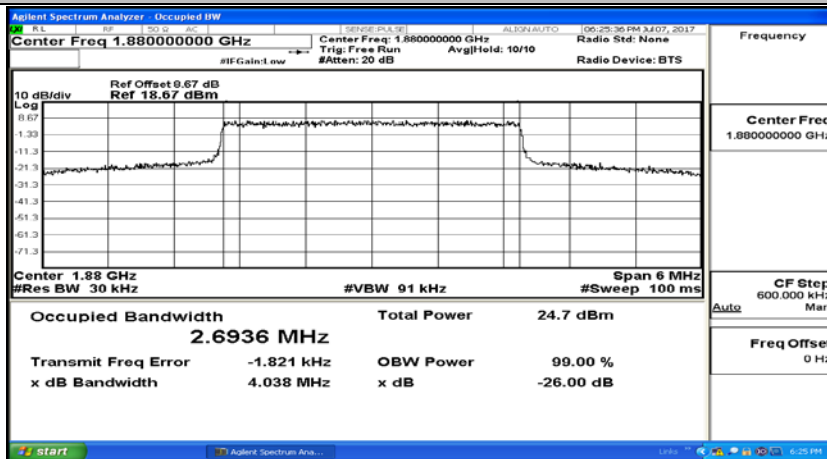 Agilent Spectrum Analyzer - Occupied BW
RL RF 50 Ω AC SENSE:PULSE ALIGN AUTO 06:25:36 PM Jul 07, 2017
Center Freq 1.880000000 GHz
Center Freq: 1.880000000 GHz
Radio Std: None
Trig: Free Run Avg|Hold: 10/10
#IFGain:Low #Atten: 20 dB Radio Device: BTS
Frequency
Ref Offset 8.67 dB
10 dB/div Ref 18.67 dBm
Log
8.67
-1.33
-11.3
-21.3
-31.3
-41.3
-51.3
-61.3
-71.3
Center Freq
1.880000000 GHz
Center 1.88 GHz Span 6 MHz
#Res BW 30 kHz #VBW 91 kHz #Sweep 100 ms
CF Step
600.000 kHz
Auto Man
Occupied Bandwidth Total Power 24.7 dBm
2.6936 MHz
Transmit Freq Error -1.821 kHz OBW Power 99.00 %
x dB Bandwidth 4.038 MHz x dB -26.00 dB
Freq Offset
0 Hz
start Agilent Spectrum Ana... Links » 6:25 PM